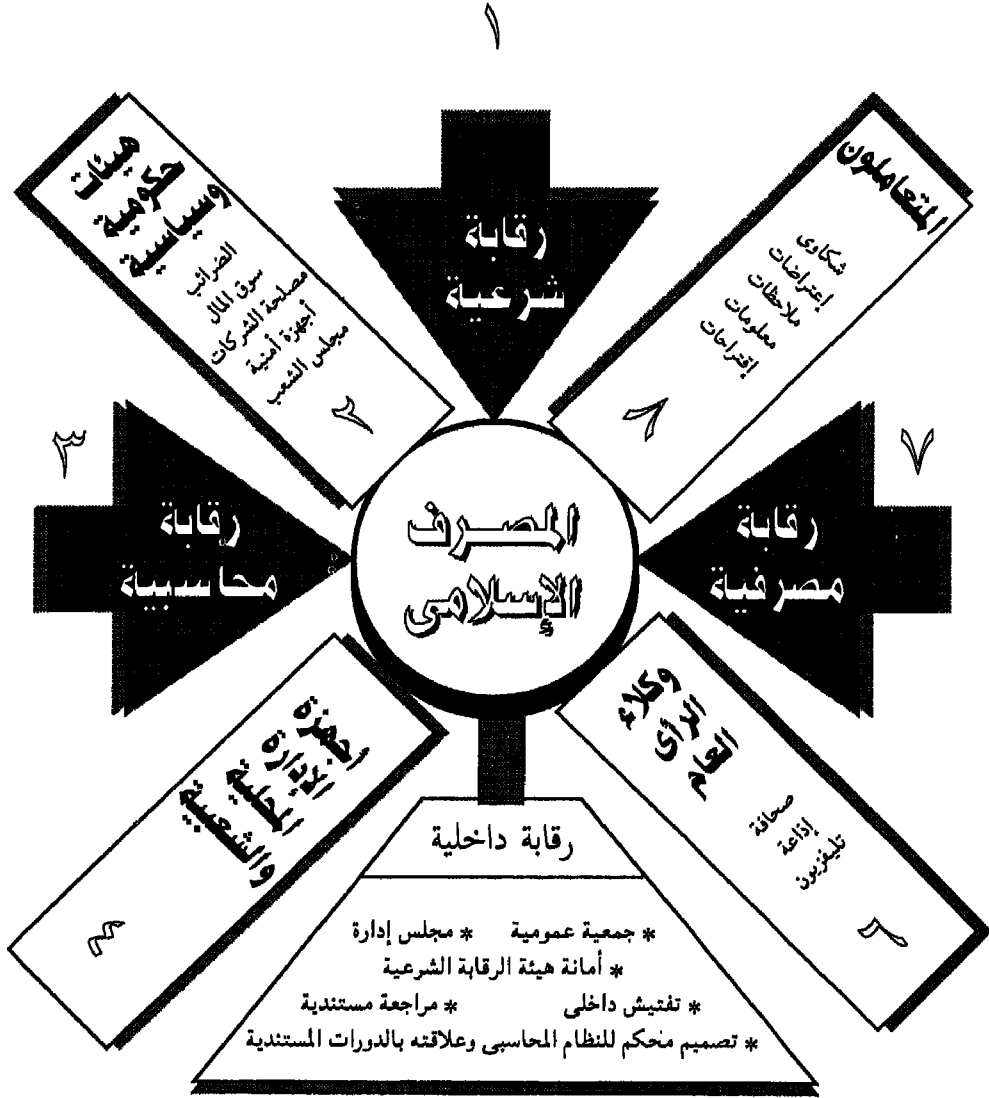 ١
رقابة
شرعية
هيئات
حكومية
وسياسية
الضرائب
سوق المال
مصلحة الشركات
أجهزة أمنية
مجلس الشعب
٢
٣
رقابة
محاسبية
أجهزة
الإدارة
المحلية
والشعبية
٤
رقابة داخلية
* جمعية عمومية * مجلس إدارة
* أمانة هيئة الرقابة الشرعية
* تفتيش داخلى * مراجعة مستندية
* تصميم محكم للنظام المحاسبى وعلاقته بالدورات المستندية
وكلاء
الرأى
العام
صحافة
إذاعة
تليفزيون
٦
٧
رقابة
مصرفية
المتعاملون
شكاوى
إعتراضات
ملاحظات
معلومات
إقتراحات
٨
المصرف
الإسلامى